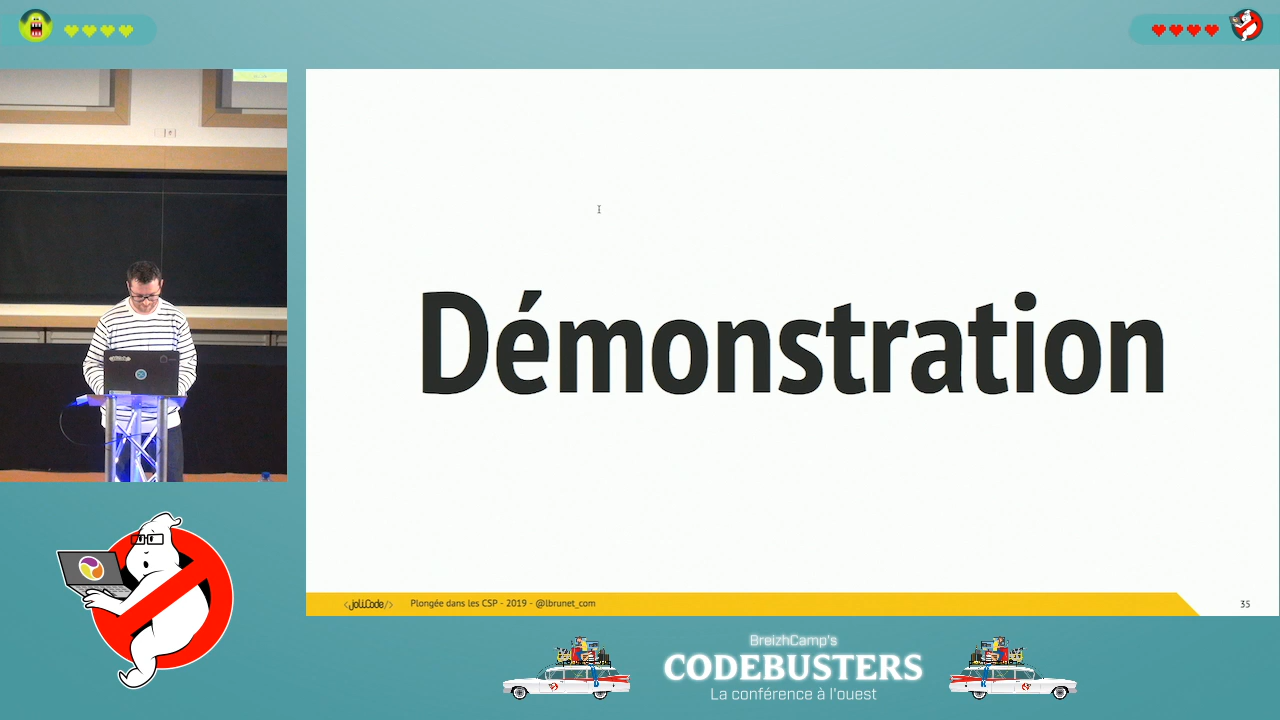 Démonstration
<joliCode/>
Plongée dans les CSP - 2019 - @lbrunet_com
35
BreizhCamp's
CODEBUSTERS
La conférence à l'ouest